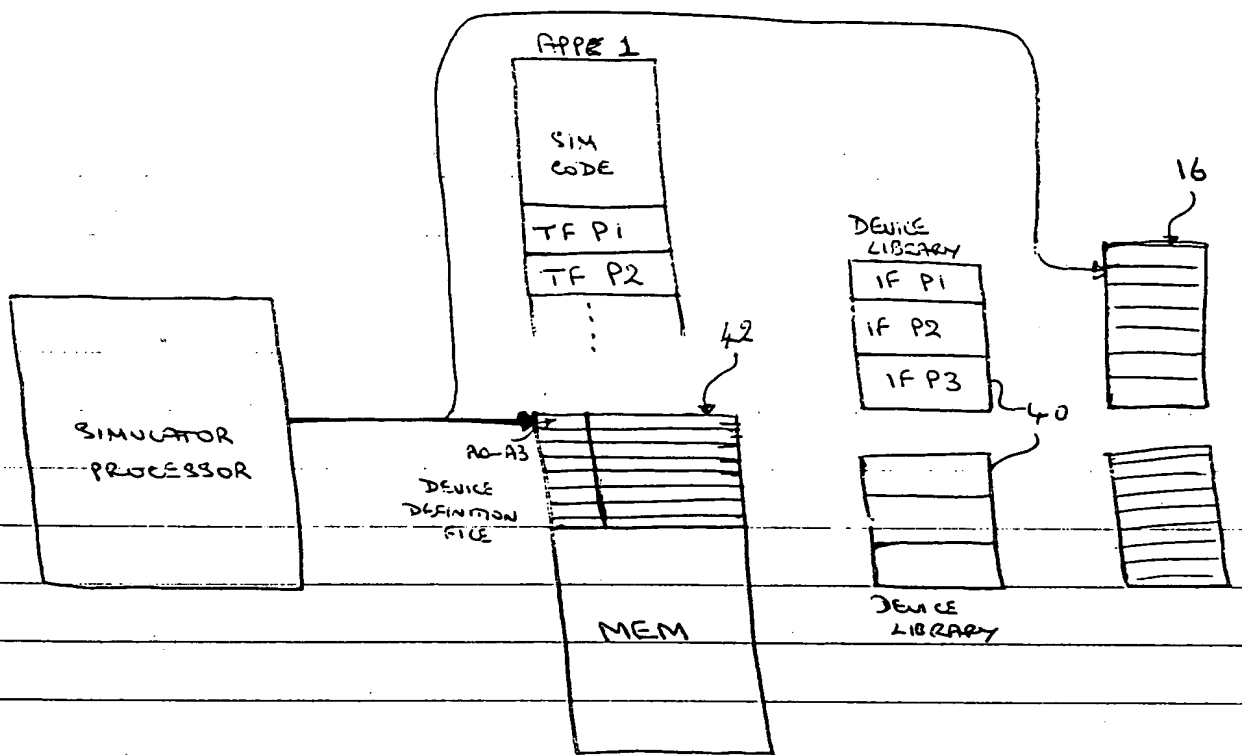 APPE 1
SIM
CODE
TF P1
TF P2
16
DEVICE
LIBRARY
IF P1
IF P2
IF P3
42
40
SIMULATOR
PROCESSOR
A0-A3
DEVICE
DEFINITION
FILE
MEM
DEVICE
LIBRARY